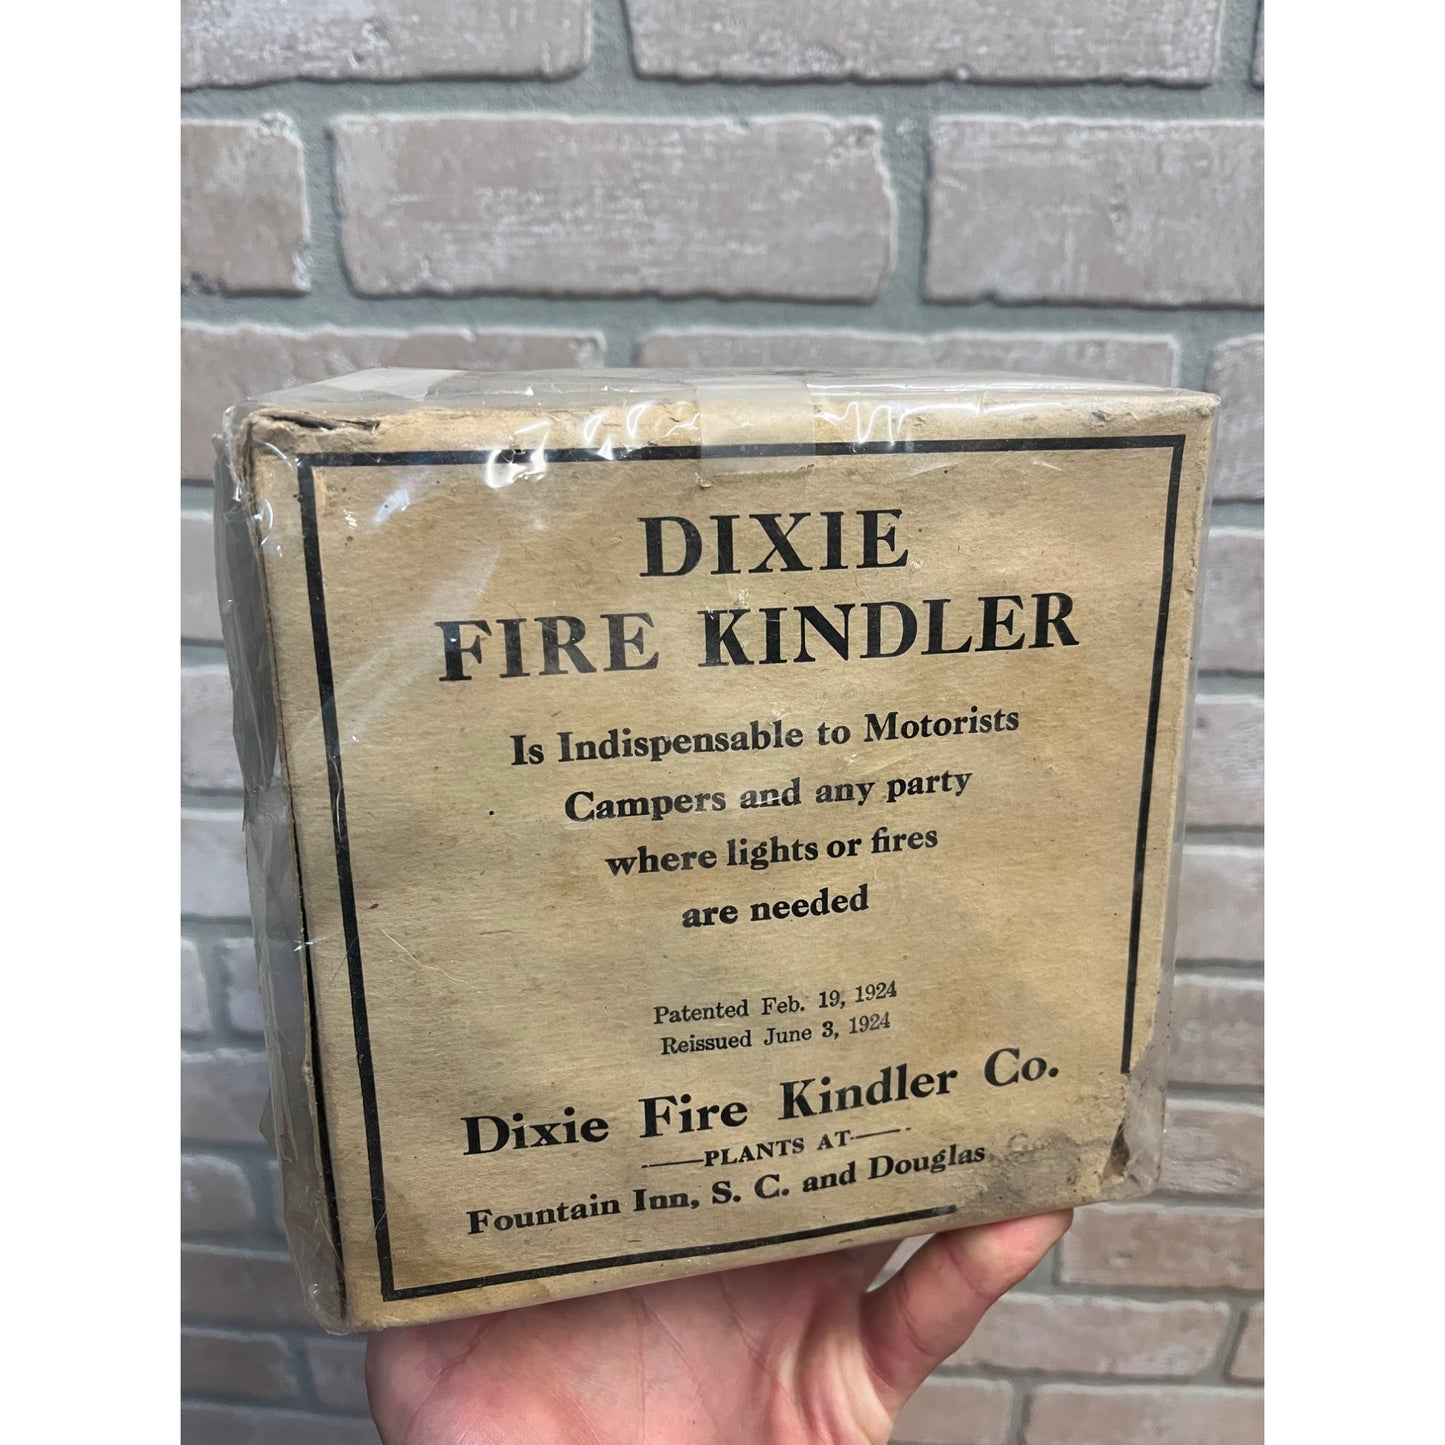 DIXIE
FIRE KINDLER
Is Indispensable to Motorists
Campers and any party
where lights or fires
are needed
Patented Feb. 19, 1924
Reissued June 3, 1924
Dixie Fire Kindler Co.
PLANTS AT
Fountain Inn, S. C. and Douglas